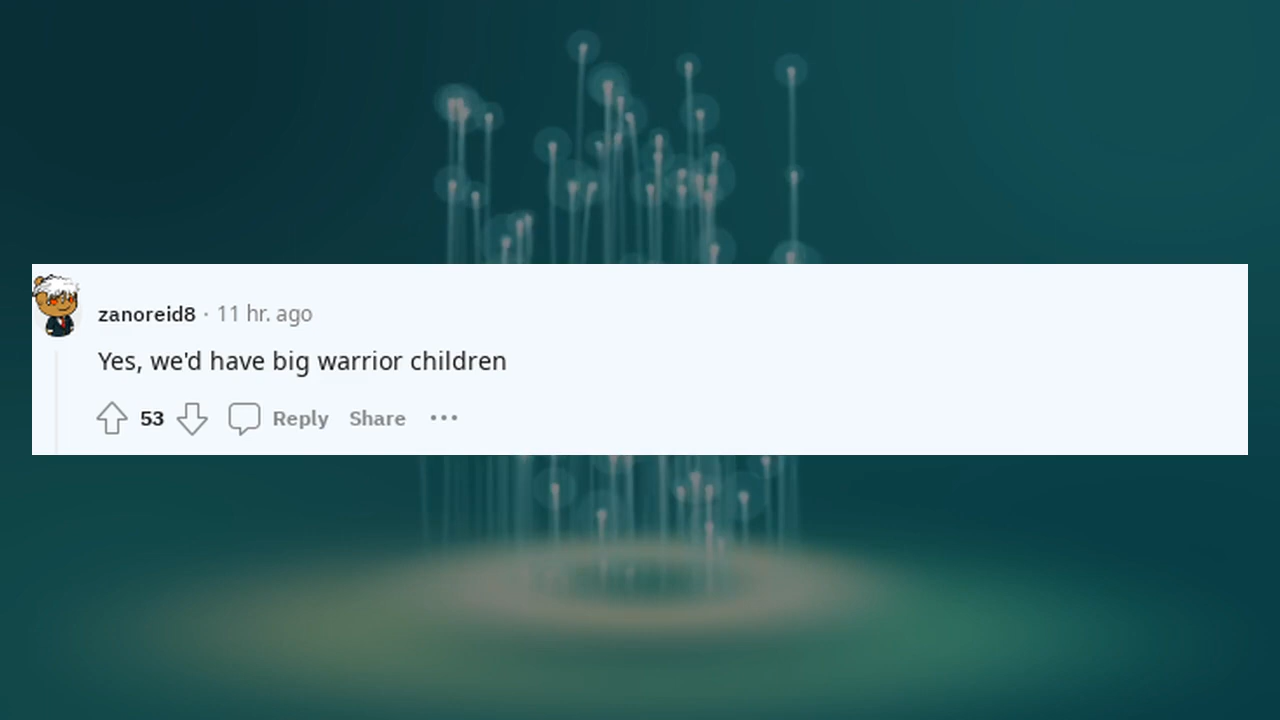 zanoreid8 · 11 hr. ago
Yes, we'd have big warrior children
53 Reply Share ···